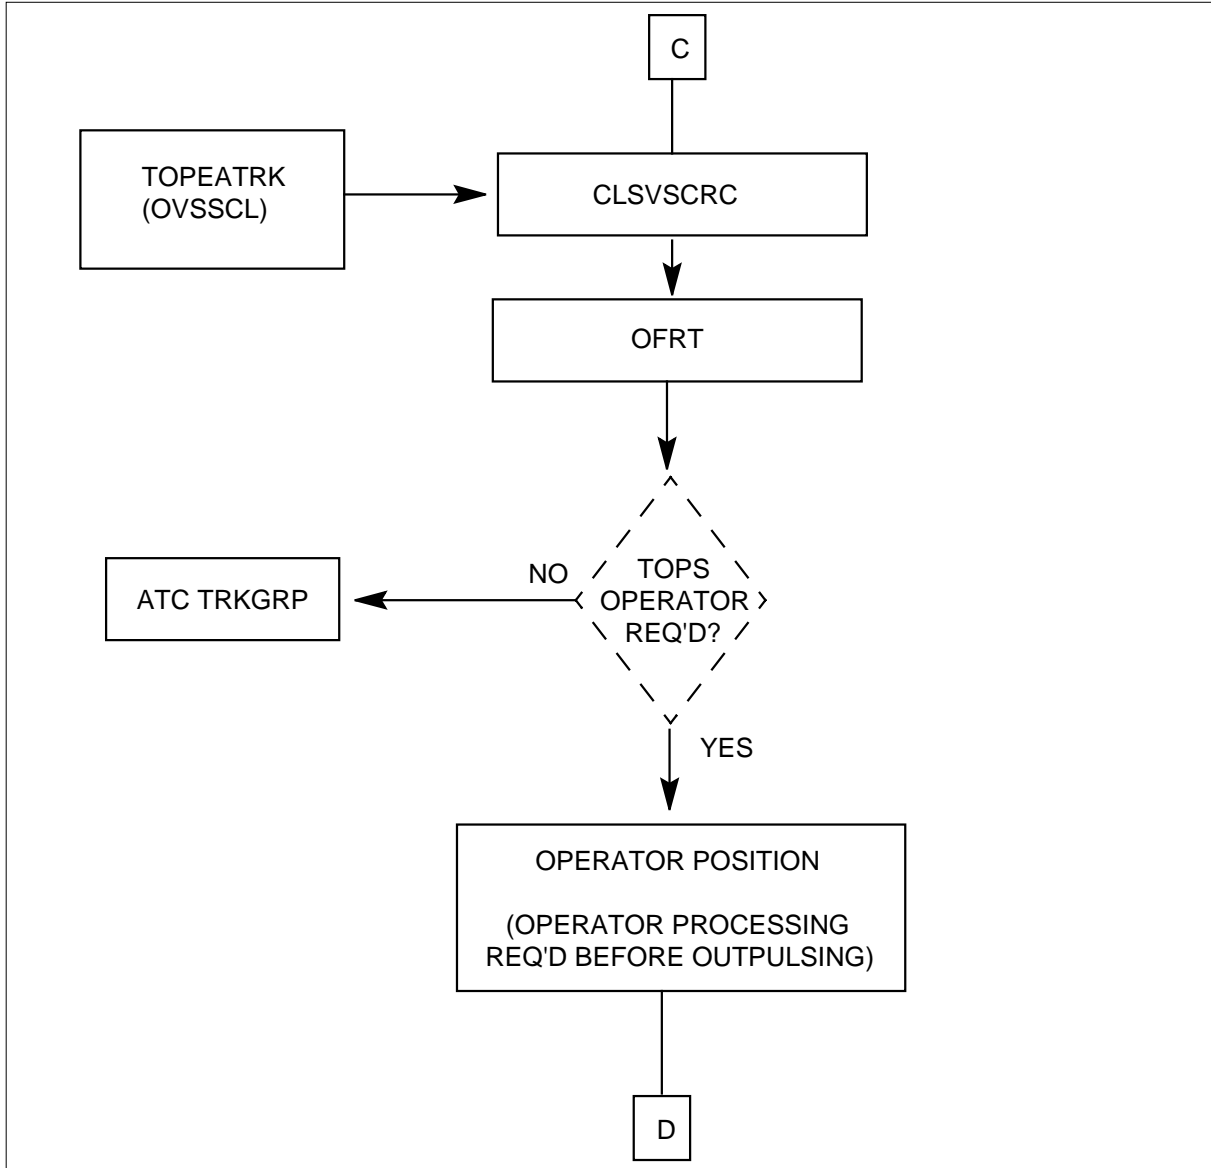 C
TOPEATRK
(OVSSCL)
CLSVSCRC
OFRT
NO
TOPS
OPERATOR
REQ'D?
ATC TRKGRP
YES
OPERATOR POSITION
(OPERATOR PROCESSING
REQ'D BEFORE OUTPULSING)
D